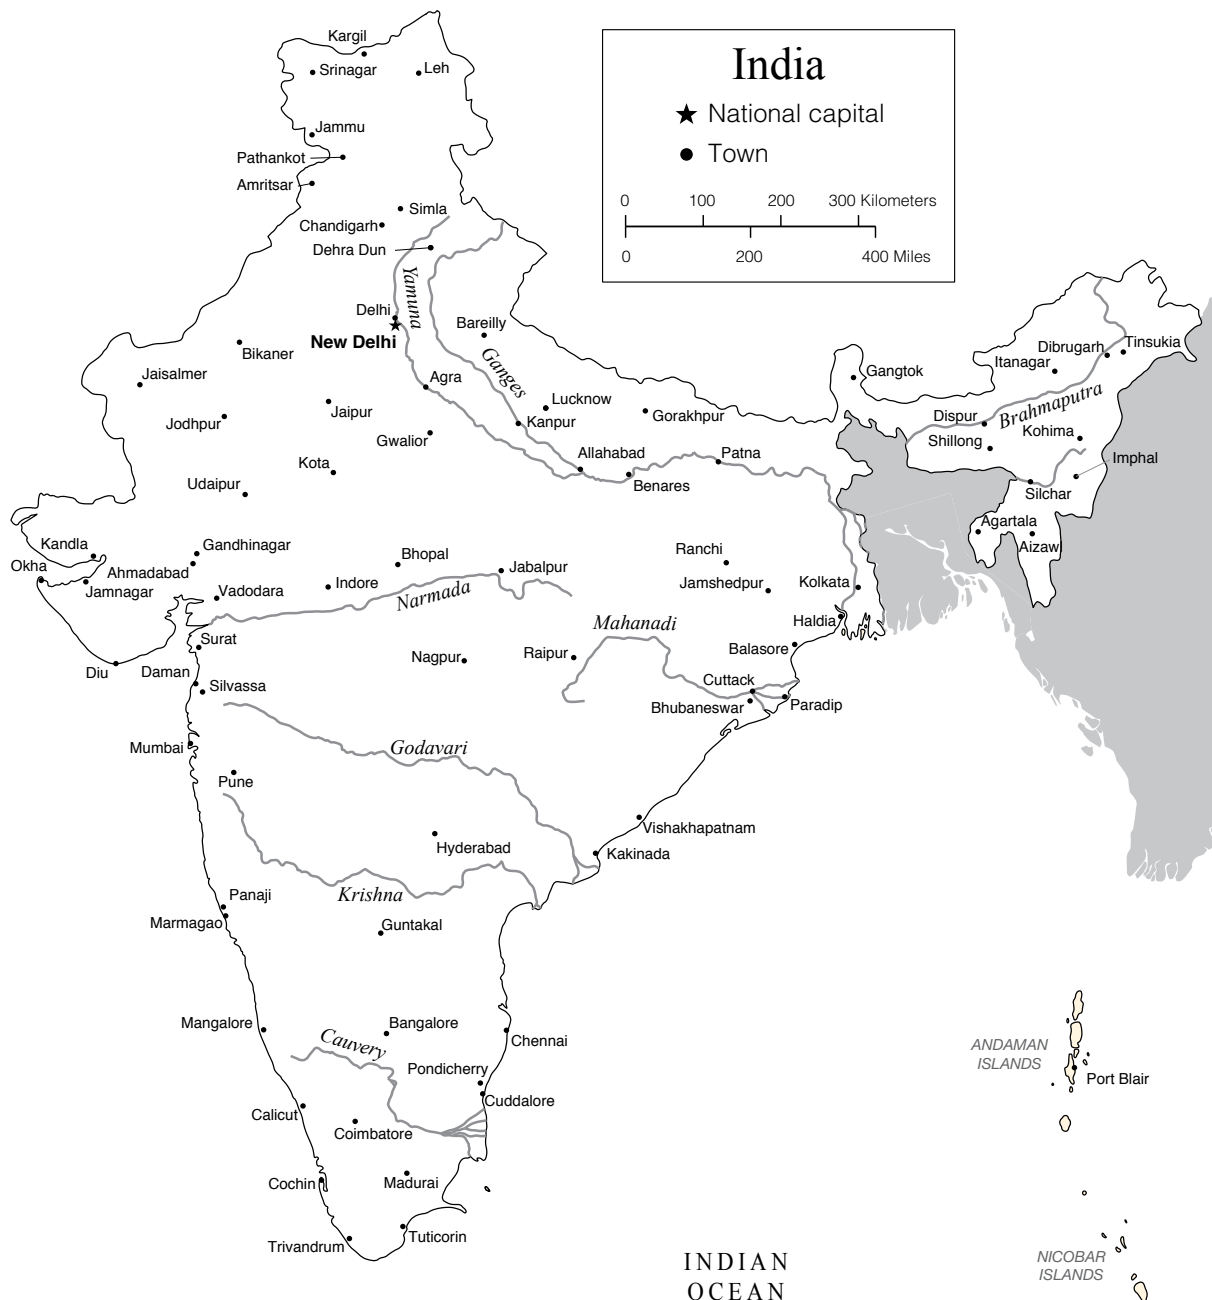 India
National capital
Town
0 100 200 300 Kilometers
0 200 400 Miles
Kargil
Srinagar
Leh
Jammu
Pathankot
Amritsar
Simla
Chandigarh
Dehra Dun
Yamuna
Delhi
New Delhi
Bareilly
Ganges
Bikaner
Jaisalmer
Agra
Jaipur
Jodhpur
Gwalior
Lucknow
Kanpur
Gorakhpur
Gangtok
Itanagar
Dibrugarh
Tinsukia
Brahmaputra
Dispur
Shillong
Kohima
Imphal
Silchar
Agartala
Aizawl
Kota
Udaipur
Allahabad
Benares
Patna
Kandla
Okha
Jamnagar
Gandhinagar
Ahmadabad
Vadodara
Indore
Bhopal
Jabalpur
Narmada
Ranchi
Jamshedpur
Kolkata
Haldia
Mahanadi
Surat
Diu
Daman
Silvassa
Nagpur
Raipur
Balasore
Cuttack
Bhubaneswar
Paradip
Mumbai
Pune
Godavari
Vishakhapatnam
Hyderabad
Kakinada
Krishna
Panaji
Marmagao
Guntakal
Mangalore
Bangalore
Chennai
Cauvery
Pondicherry
Cuddalore
Calicut
Coimbatore
Cochin
Madurai
Tuticorin
Trivandrum
ANDAMAN
ISLANDS
Port Blair
NICOBAR
ISLANDS
INDIAN
OCEAN